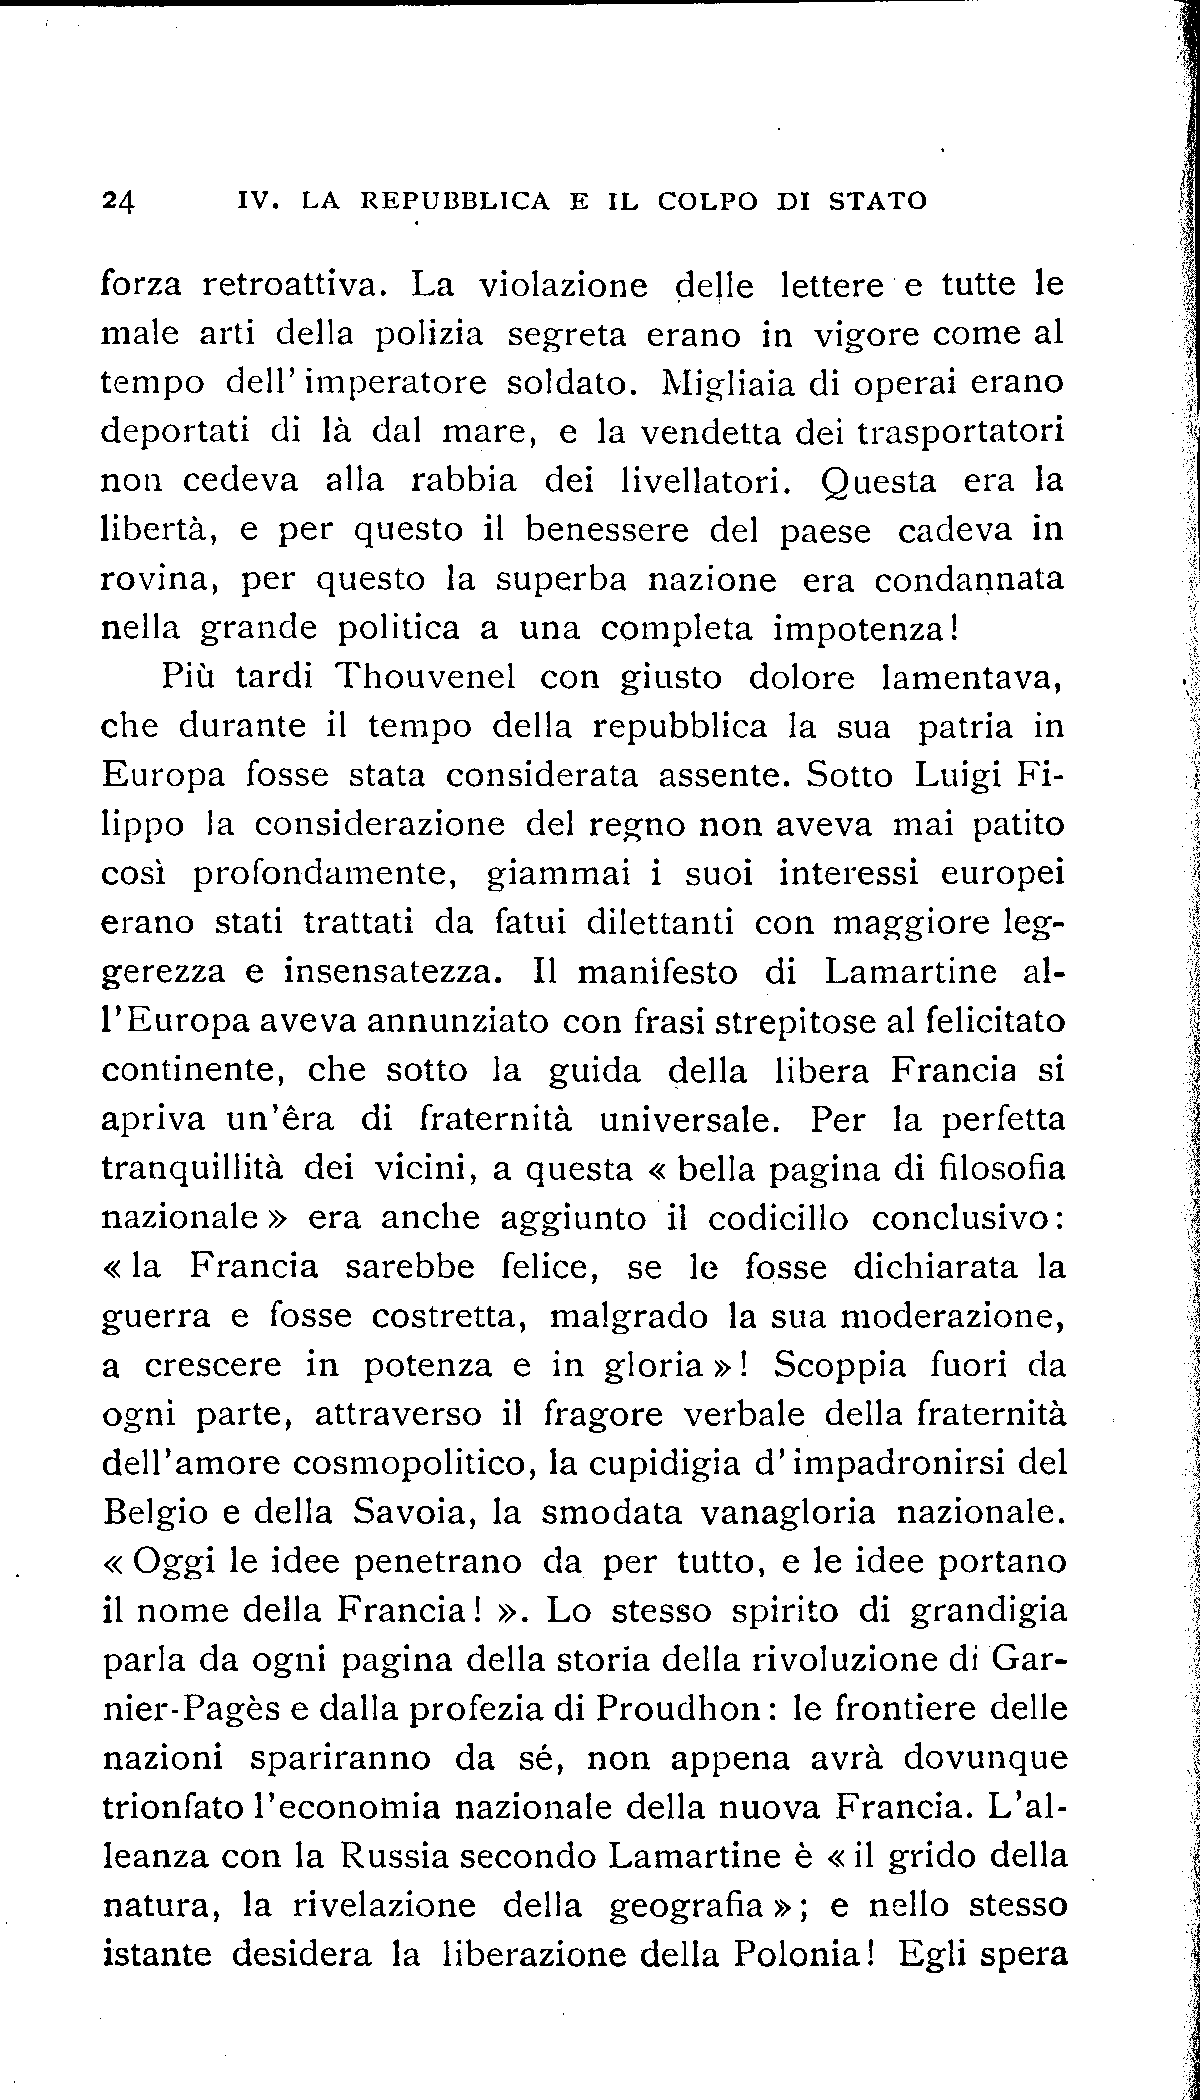 24 IV. LA REPUBBLICA E IL COLPO DI STATO
forza retroattiva. La violazione delle lettere e tutte le
male arti della polizia segreta erano in vigore come al
tempo dell' imperatore soldato. Migliaia di operai erano
deportati di là dal mare, e la vendetta dei trasportatori
non cedeva alla rabbia dei livellatori. Questa era la
libertà, e per questo il benessere del paese cadeva in
rovina, per questo la superba nazione era condannata
nella grande politica a una completa impotenza!
Più tardi Thouvenel con giusto dolore lamentava,
che durante il tempo della repubblica la sua patria in
Europa fosse stata considerata assente. Sotto Luigi Fi-
lippo la considerazione del regno non aveva mai patito
così profondamente, giammai i suoi interessi europei
erano stati trattati da fatui dilettanti con maggiore leg-
gerezza e insensatezza. Il manifesto di Lamartine al-
l'Europa aveva annunziato con frasi strepitose al felicitato
continente, che sotto la guida della libera Francia si
apriva un'êra di fraternità universale. Per la perfetta
tranquillità dei vicini, a questa « bella pagina di filosofia
nazionale » era anche aggiunto il codicillo conclusivo:
« la Francia sarebbe felice, se le fosse dichiarata la
guerra e fosse costretta, malgrado la sua moderazione,
a crescere in potenza e in gloria »! Scoppia fuori da
ogni parte, attraverso il fragore verbale della fraternità
dell'amore cosmopolitico, la cupidigia d' impadronirsi del
Belgio e della Savoia, la smodata vanagloria nazionale.
« Oggi le idee penetrano da per tutto, e le idee portano
il nome della Francia! ». Lo stesso spirito di grandigia
parla da ogni pagina della storia della rivoluzione di Gar-
nier-Pagès e dalla profezia di Proudhon: le frontiere delle
nazioni spariranno da sé, non appena avrà dovunque
trionfato l'economia nazionale della nuova Francia. L'al-
leanza con la Russia secondo Lamartine è « il grido della
natura, la rivelazione della geografia »; e nello stesso
istante desidera la liberazione della Polonia! Egli spera